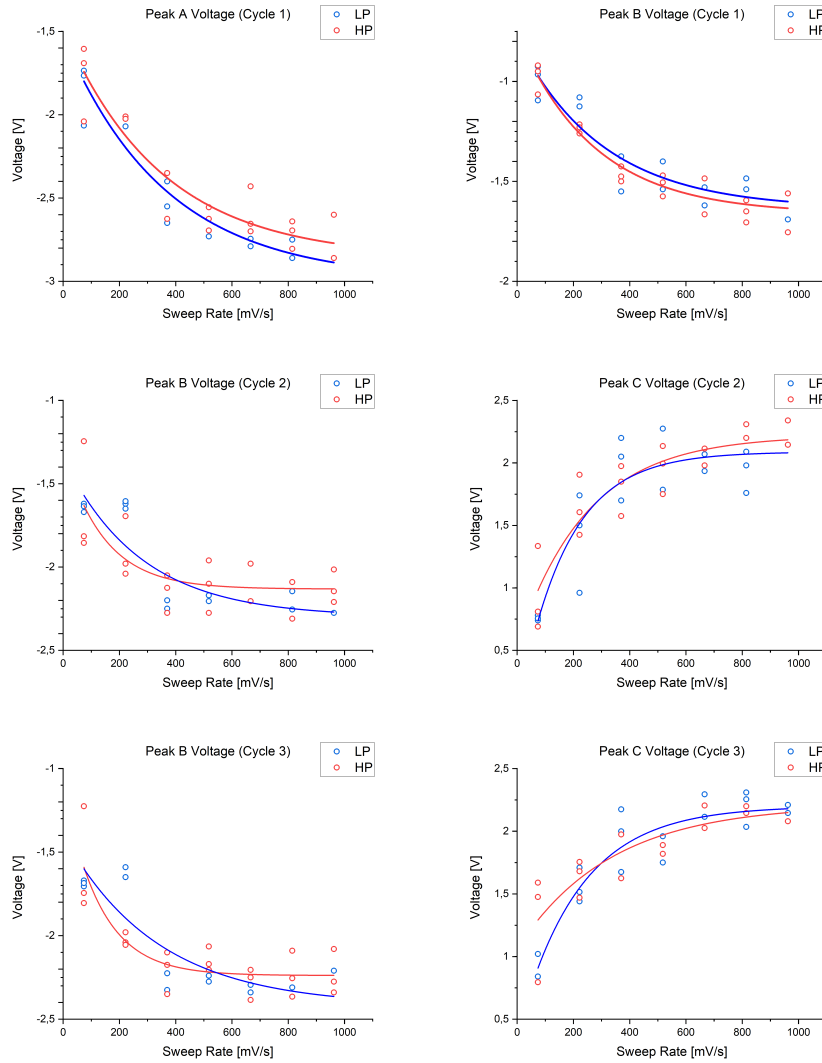 Peak A Voltage (Cycle 1)
LP
HP
-1,5
-2
-2,5
-3
Voltage [V]
0
200
400
600
800
1000
Sweep Rate [mV/s]
Peak B Voltage (Cycle 1)
LP
HP
-1
-1,5
-2
Voltage [V]
0
200
400
600
800
1000
Sweep Rate [mV/s]
Peak B Voltage (Cycle 2)
LP
HP
-1
-1,5
-2
-2,5
Voltage [V]
0
200
400
600
800
1000
Sweep Rate [mV/s]
Peak C Voltage (Cycle 2)
LP
HP
2,5
2
1,5
1
0,5
Voltage [V]
0
200
400
600
800
1000
Sweep Rate [mV/s]
Peak B Voltage (Cycle 3)
LP
HP
-1
-1,5
-2
-2,5
Voltage [V]
0
200
400
600
800
1000
Sweep Rate [mV/s]
Peak C Voltage (Cycle 3)
LP
HP
2,5
2
1,5
1
0,5
Voltage [V]
0
200
400
600
800
1000
Sweep Rate [mV/s]